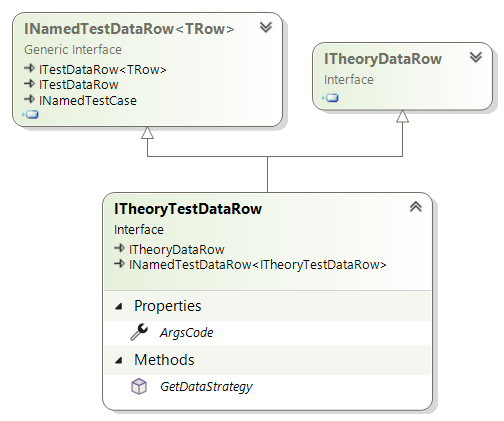 INamedTestDataRow<TRow>
Generic Interface
ITestDataRow<TRow>
ITestDataRow
INamedTestCase
ITheoryDataRow
Interface
ITheoryTestDataRow
Interface
ITheoryDataRow
INamedTestDataRow<ITheoryTestDataRow>
Properties
ArgsCode
Methods
GetDataStrategy